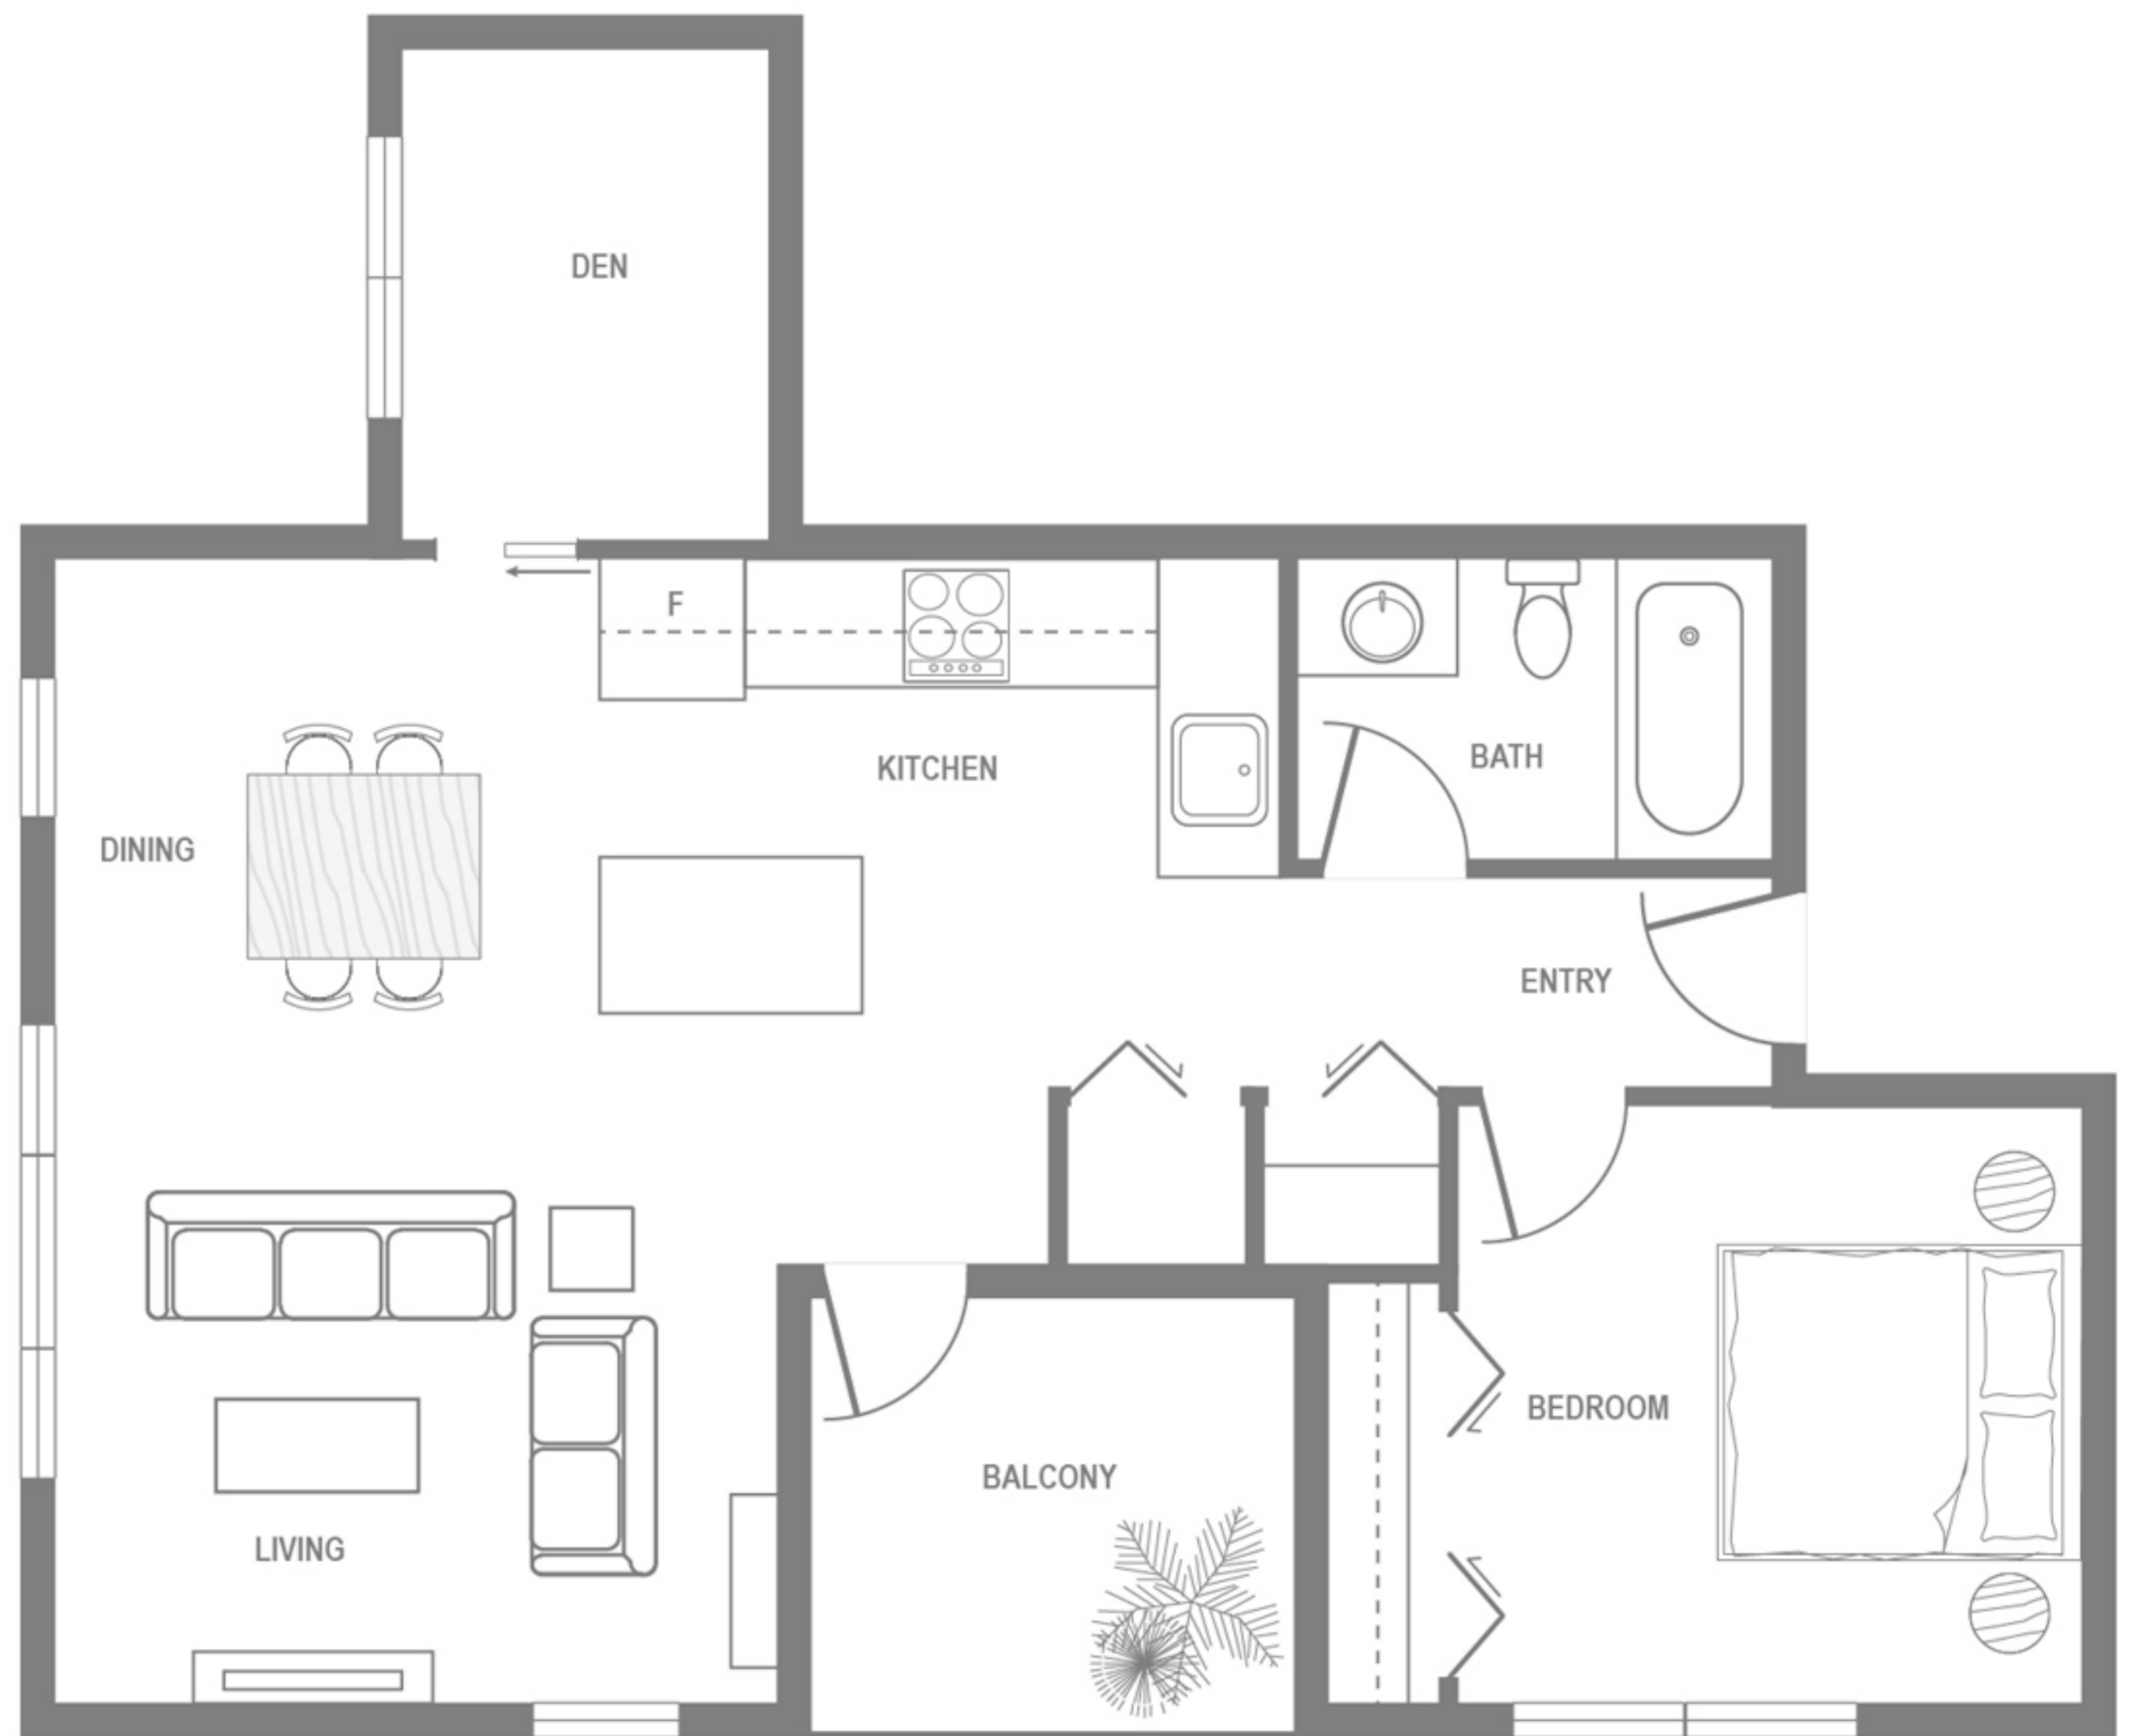 DEN
F
KITCHEN
BATH
DINING
ENTRY
BEDROOM
BALCONY
LIVING